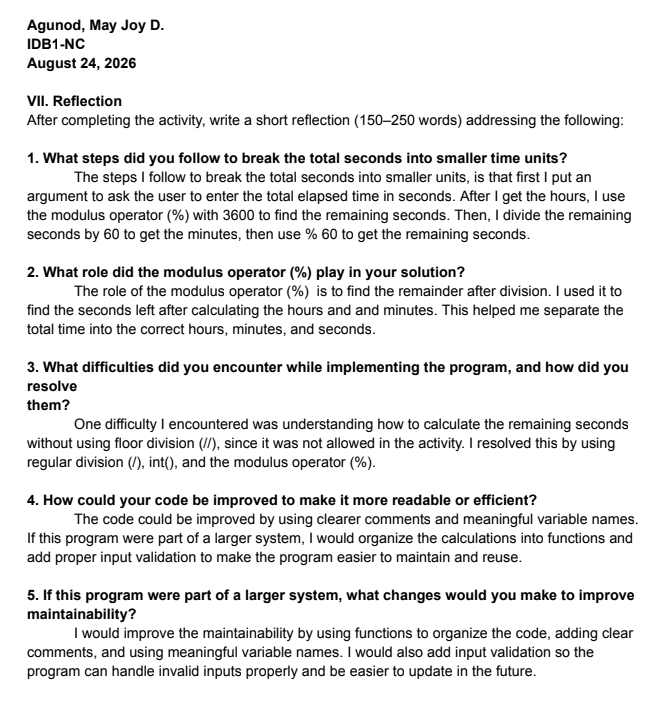 Agunod, May Joy D.
IDB1-NC
August 24, 2026
VII. Reflection
After completing the activity, write a short reflection (150–250 words) addressing the following:
1. What steps did you follow to break the total seconds into smaller time units?
The steps I follow to break the total seconds into smaller units, is that first I put an
argument to ask the user to enter the total elapsed time in seconds. After I get the hours, I use
the modulus operator (%) with 3600 to find the remaining seconds. Then, I divide the remaining
seconds by 60 to get the minutes, then use % 60 to get the remaining seconds.
2. What role did the modulus operator (%) play in your solution?
The role of the modulus operator (%)  is to find the remainder after division. I used it to
find the seconds left after calculating the hours and and minutes. This helped me separate the
total time into the correct hours, minutes, and seconds.
3. What difficulties did you encounter while implementing the program, and how did you
resolve
them?
One difficulty I encountered was understanding how to calculate the remaining seconds
without using floor division (//), since it was not allowed in the activity. I resolved this by using
regular division (/), int(), and the modulus operator (%).
4. How could your code be improved to make it more readable or efficient?
The code could be improved by using clearer comments and meaningful variable names.
If this program were part of a larger system, I would organize the calculations into functions and
add proper input validation to make the program easier to maintain and reuse.
5. If this program were part of a larger system, what changes would you make to improve
maintainability?
I would improve the maintainability by using functions to organize the code, adding clear
comments, and using meaningful variable names. I would also add input validation so the
program can handle invalid inputs properly and be easier to update in the future.